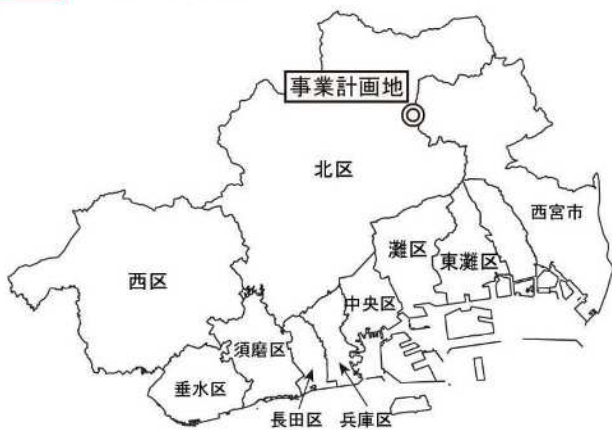 事業計画地
北区
西宮市
灘区
東灘区
西区
中央区
須磨区
垂水区
長田区 兵庫区